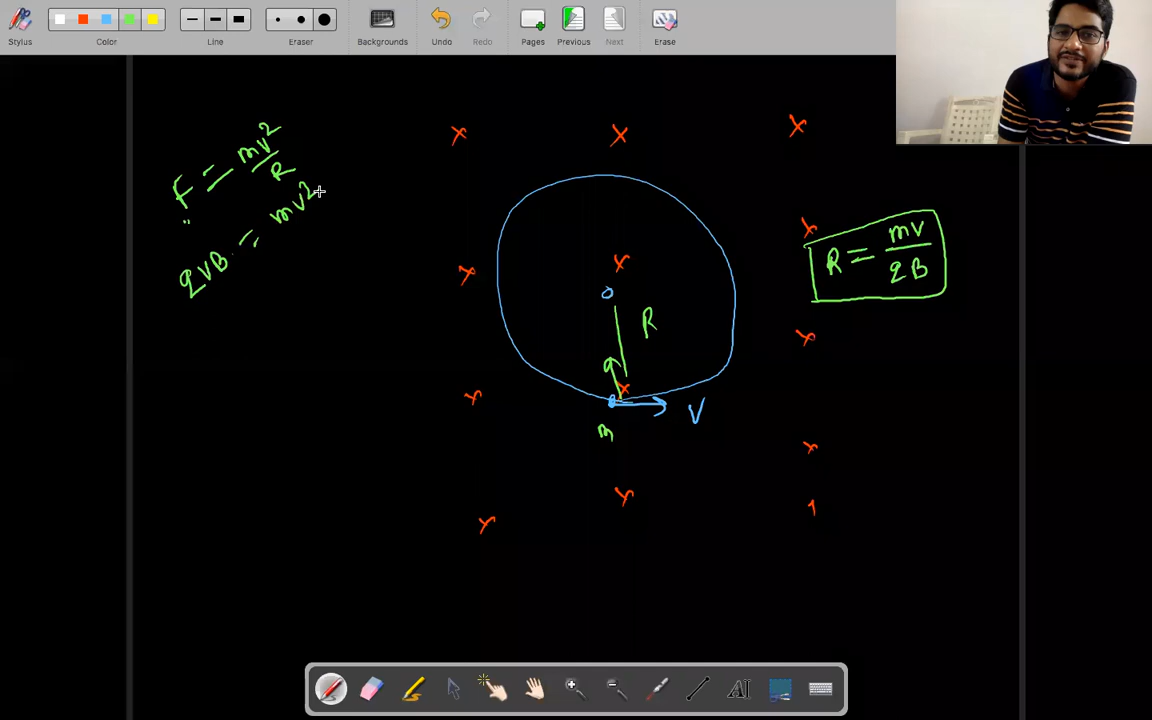 Stylus Color Line Eraser Backgrounds Undo Redo Pages Previous Next Erase
F = mv²/R
qvB = mv²
R = mv/qB
O
R
V
m